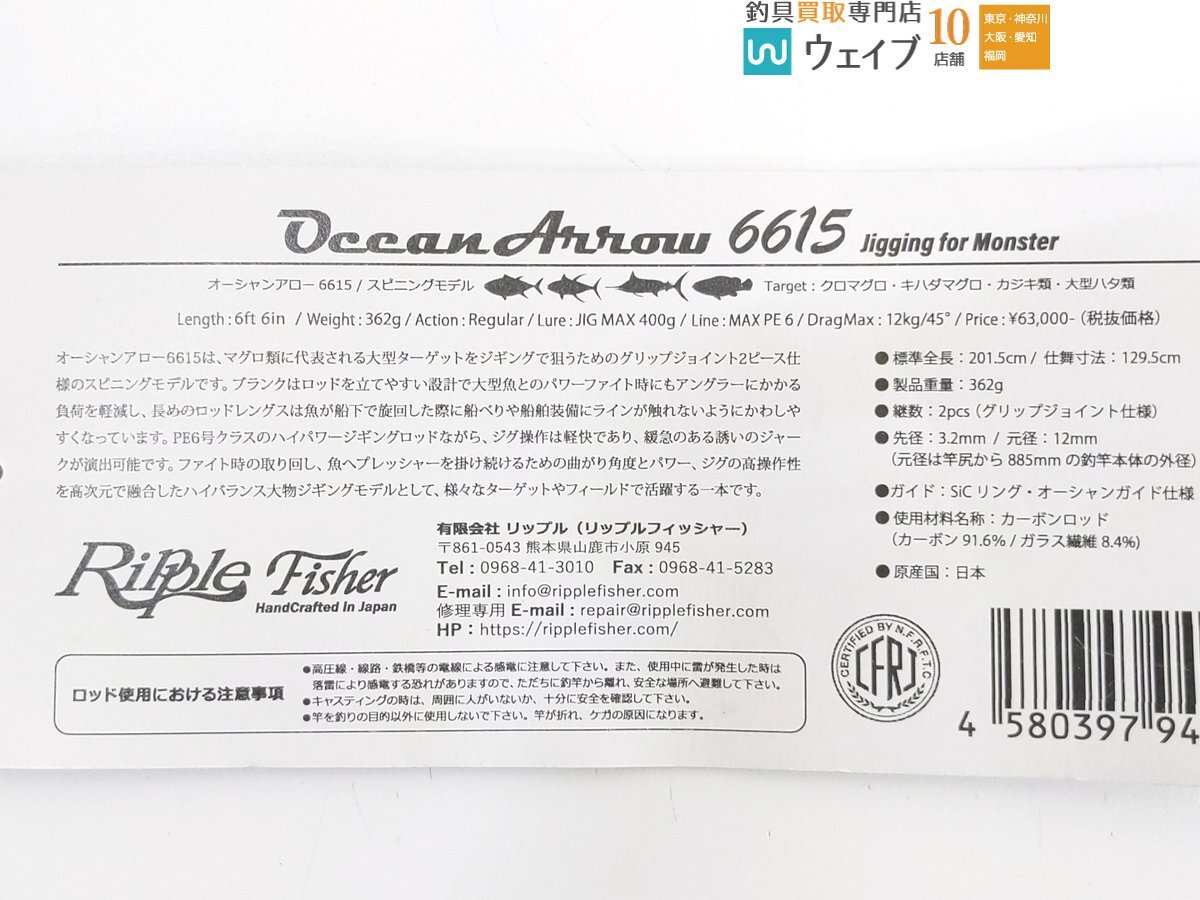 釣具買取専門店
ウェイブ
10
店舗
東京・神奈川
大阪・愛知
福岡
Ocean Arrow 6615 Jigging for Monster
オーシャンアロー 6615 / スピニングモデル Target : クロマグロ・キハダマグロ・カジキ類・大型ハタ類
Length : 6ft 6in / Weight : 362g / Action : Regular / Lure : JIG MAX 400g / Line : MAX PE 6 / DragMax : 12kg/45° / Price : ¥63,000-（税抜価格）
オーシャンアロー6615は、マグロ類に代表される大型ターゲットをジギングで狙うためのグリップジョイント2ピース仕
様のスピニングモデルです。ブランクはロッドを立てやすい設計で大型魚とのパワーファイト時にもアングラーにかかる
負荷を軽減し、長めのロッドレングスは魚が船下で旋回した際に船べりや船舶装備にラインが触れないようにかわしや
すくなっています。PE6号クラスのハイパワージギングロッドながら、ジグ操作は軽快であり、緩急のある誘いのジャー
クが演出可能です。ファイト時の取り回し、魚へプレッシャーを掛け続けるための曲がり角度とパワー、ジグの高操作性
を高次元で融合したハイバランス大物ジギングモデルとして、様々なターゲットやフィールドで活躍する一本です。
●標準全長：201.5cm / 仕舞寸法：129.5cm
●製品重量：362g
●継数：2pcs（グリップジョイント仕様）
●先径：3.2mm / 元径：12mm
（元径は竿尻から 885mm の釣竿本体の外径）
●ガイド：SiC リング・オーシャンガイド仕様
●使用材料名称：カーボンロッド
（カーボン 91.6% / ガラス繊維 8.4%)
●原産国：日本
Ripple Fisher
HandCrafted In Japan
有限会社 リップル（リップルフィッシャー）
〒861-0543 熊本県山鹿市小原 945
Tel : 0968-41-3010 Fax : 0968-41-5283
E-mail : info@ripplefisher.com
修理専用 E-mail : repair@ripplefisher.com
HP : https://ripplefisher.com/
ロッド使用における注意事項
●高圧線・線路・鉄橋等の電線による感電に注意して下さい。また、使用中に雷が発生した時は
落雷により感電する恐れがありますので、ただちに釣竿から離れ、安全な場所へ避難して下さい。
●キャスティングの時は、周囲に人がいないか、十分に安全を確認して下さい。
●竿を釣りの目的以外に使用しないで下さい。竿が折れ、ケガの原因になります。
CERTIFIED BY N.F.R.F.T.C
CFRJ
4 580397 94